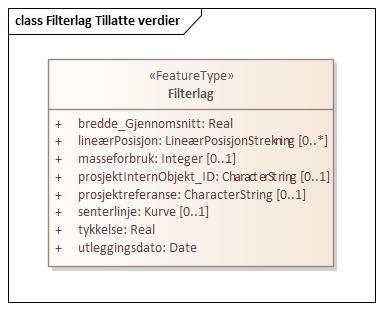 class Filterlag Tillatte verdier
«FeatureType»
Filterlag
+ bredde_Gjennomsnitt: Real
+ lineærPosisjon: LineærPosisjonStrekning [0..*]
+ masseforbruk: Integer [0..1]
+ prosjektInternObjekt_ID: CharacterString [0..1]
+ prosjektreferanse: CharacterString [0..1]
+ senterlinje: Kurve [0..1]
+ tykkelse: Real
+ utleggingsdato: Date